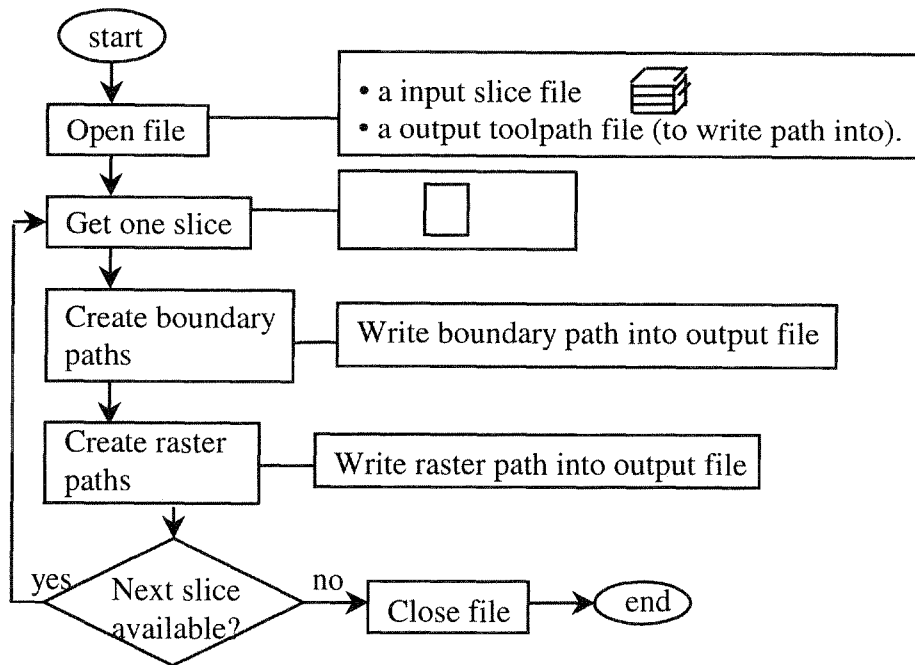 start
Open file
• a input slice file
• a output toolpath file (to write path into).
Get one slice
Create boundary
paths
Write boundary path into output file
Create raster
paths
Write raster path into output file
yes
Next slice
available?
no
Close file
end